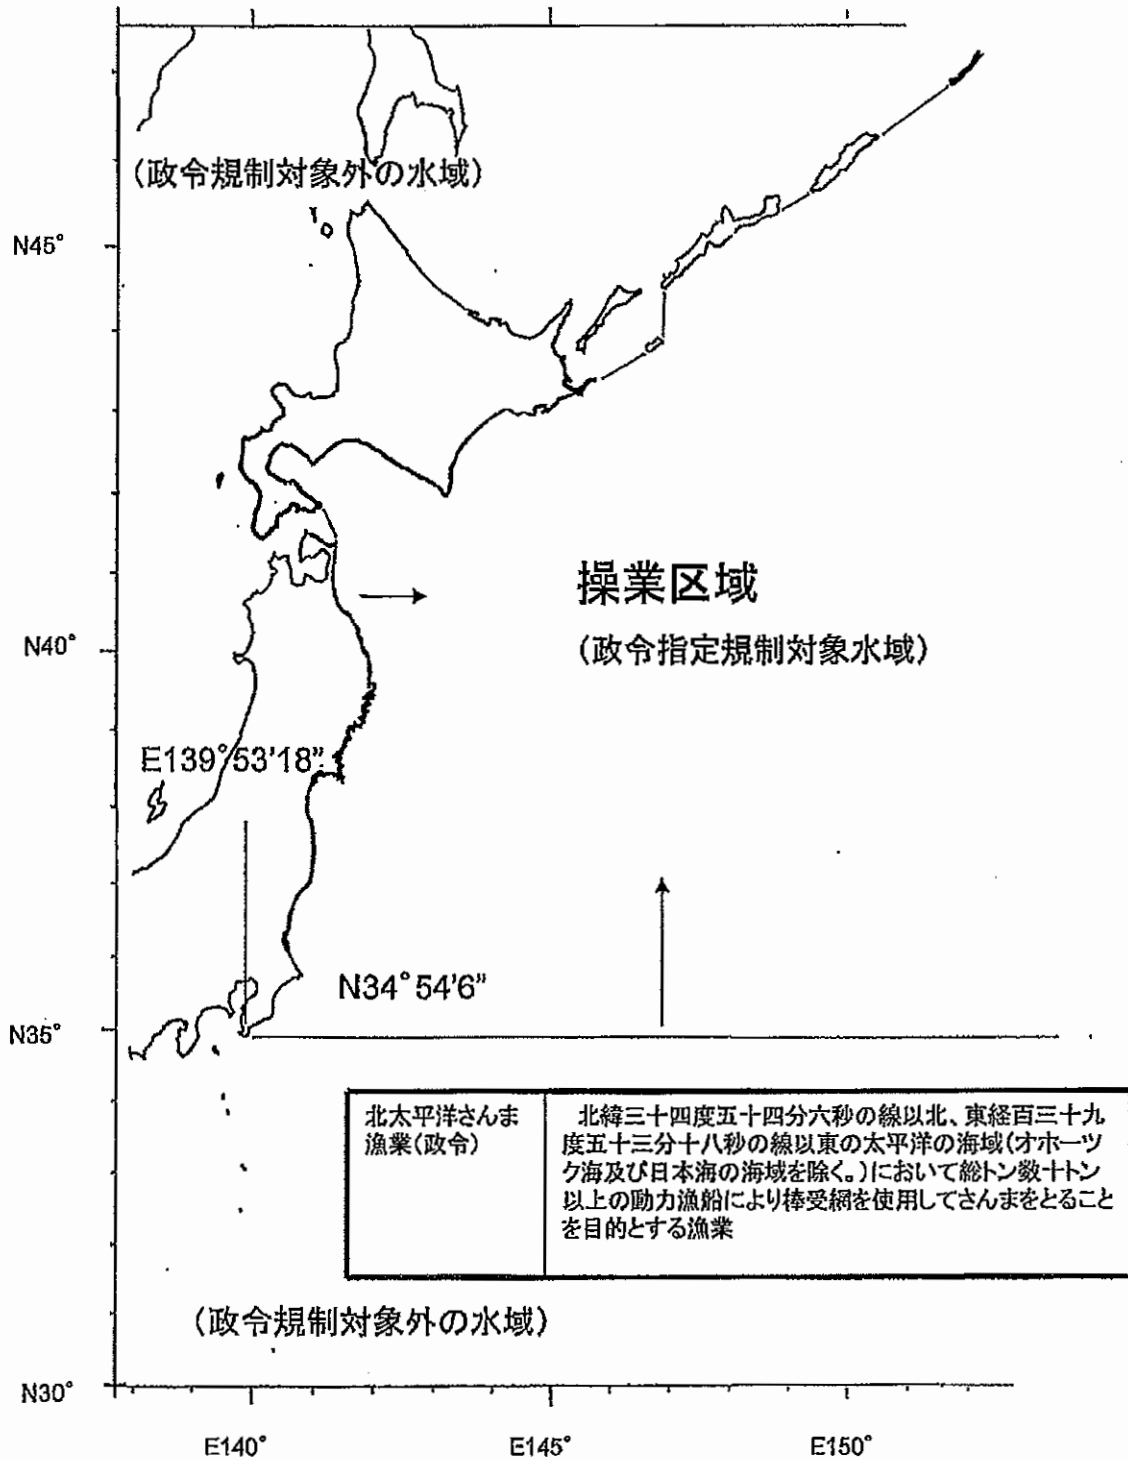 (政令規制対象外の水域)
N45°
操業区域
N40°
(政令指定規制対象水域)
E139°53'18"
N34°54'6"
N35°
北太平洋さんま
漁業(政令)
北緯三十四度五十四分六秒の線以北、東経百三十九
度五十三分十八秒の線以東の太平洋の海域(オホーツ
ク海及び日本海の海域を除く。)において総トン数十トン
以上の動力漁船により棒受網を使用してさんまをとること
を目的とする漁業
(政令規制対象外の水域)
N30°
E140°
E145°
E150°